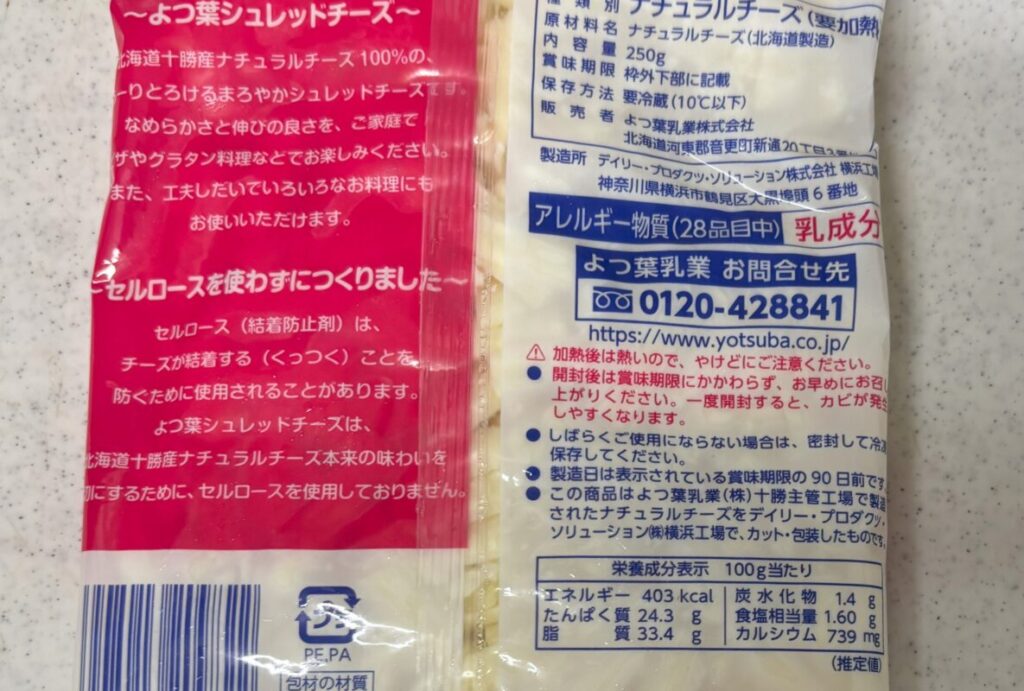 〜よつ葉シュレッドチーズ〜
海道十勝産ナチュラルチーズ 100%の、
りとろけるまろやかシュレッドチーズです。
なめらかさと伸びの良さを、ご家庭で
ザやグラタン料理などでお楽しみください。
また、工夫しだいでいろいろなお料理にも
お使いいただけます。
〜セルロースを使わずにつくりました〜
セルロース（結着防止剤）は、
チーズが結着する（くっつく）ことを
防ぐために使用されることがあります。
よつ葉シュレッドチーズは、
海道十勝産ナチュラルチーズ本来の味わいを
にするために、セルロースを使用しておりません。
PE,PA
包材の材質
種類別 ナチュラルチーズ（要加熱
原材料名 ナチュラルチーズ（北海道製造）
内容量 250g
賞味期限 枠外下部に記載
保存方法 要冷蔵（10℃以下）
販売者 よつ葉乳業株式会社
北海道河東郡音更町新通20丁目3番
製造所 デイリー・プロダクツ・ソリューション株式会社 横浜工場
神奈川県横浜市鶴見区大黒埠頭6番地
アレルギー物質（28品目中） 乳成分
よつ葉乳業 お問合せ先
0120-428841
https://www.yotsuba.co.jp/
⚠ 加熱後は熱いので、やけどにご注意ください。
● 開封後は賞味期限にかかわらず、お早めにお召し
上がりください。一度開封すると、カビが発生
しやすくなります。
● しばらくご使用にならない場合は、密封して冷凍
保存してください。
● 製造日は表示されている賞味期限の90日前です
● この商品はよつ葉乳業（株）十勝主管工場で製造
されたナチュラルチーズをデイリー・プロダクツ・
ソリューション㈱横浜工場で、カット・包装したものです。
栄養成分表示 100g当たり
エネルギー 403 kcal 炭水化物 1.4 g
たんぱく質 24.3 g 食塩相当量 1.60 g
脂質 33.4 g カルシウム 739 mg
（推定値）